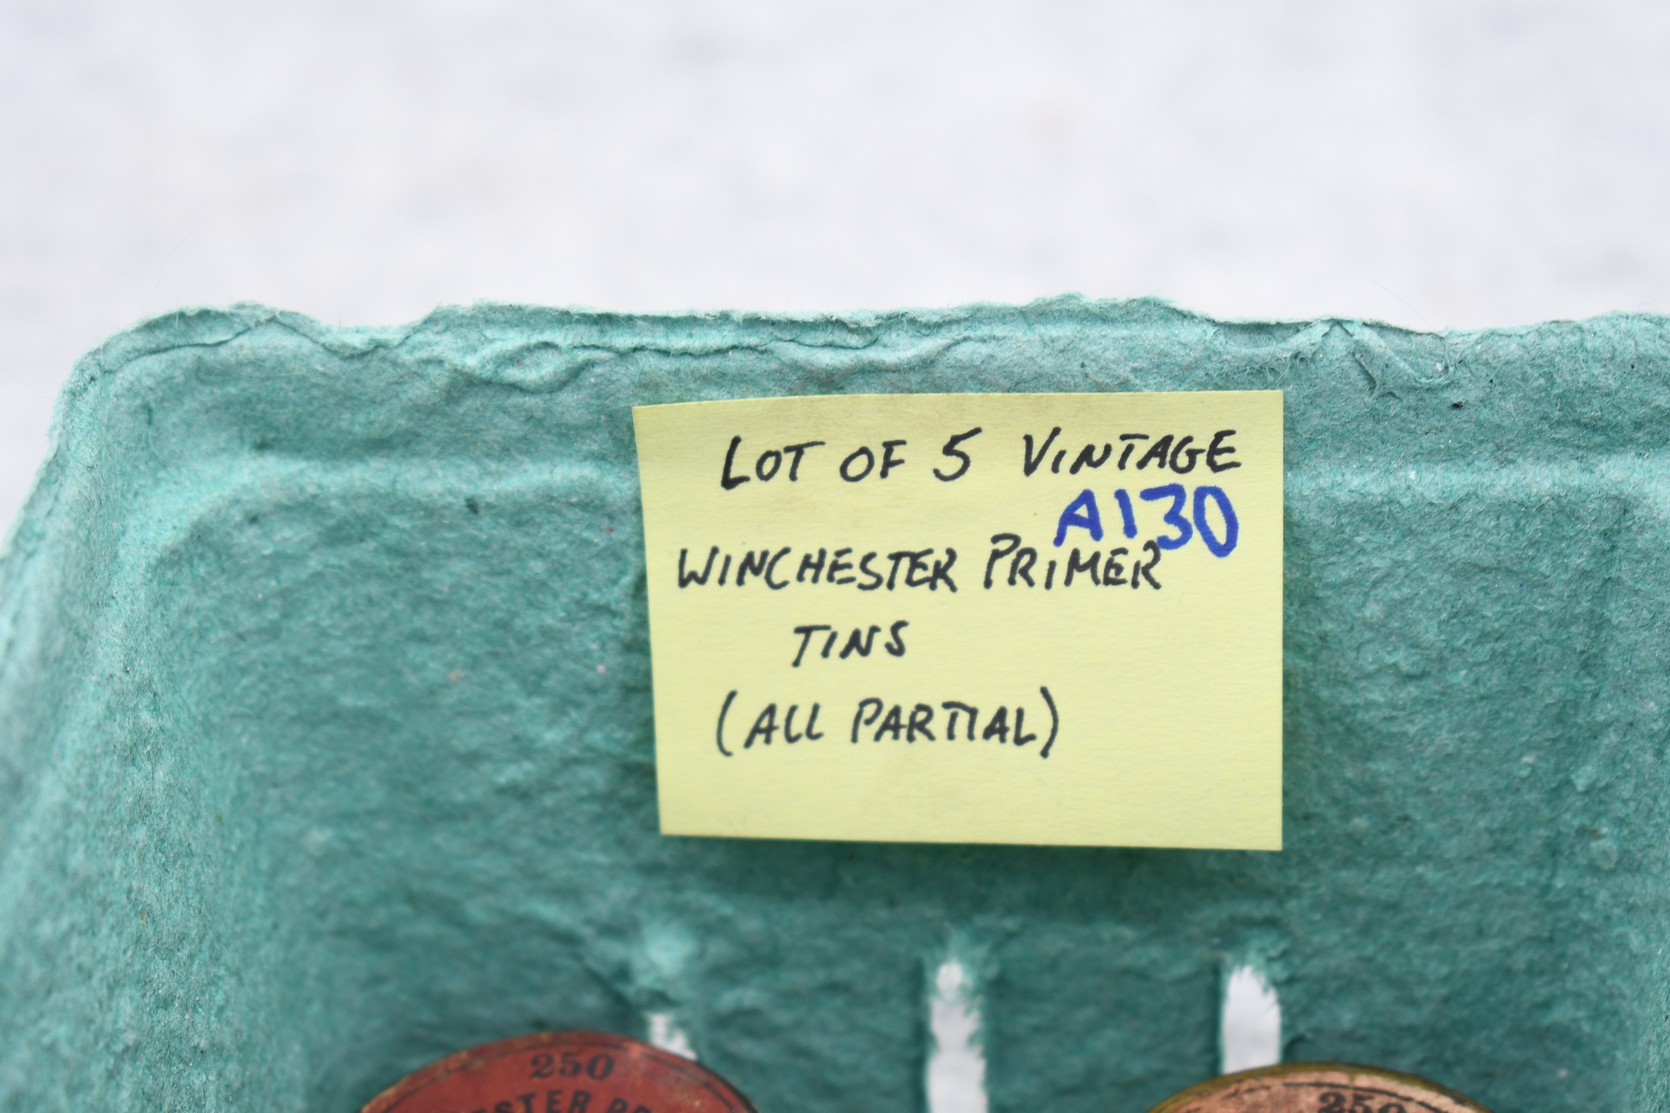 LOT OF 5 VINTAGE
A130
WINCHESTER PRIMER
TINS
(ALL PARTIAL)
250
250